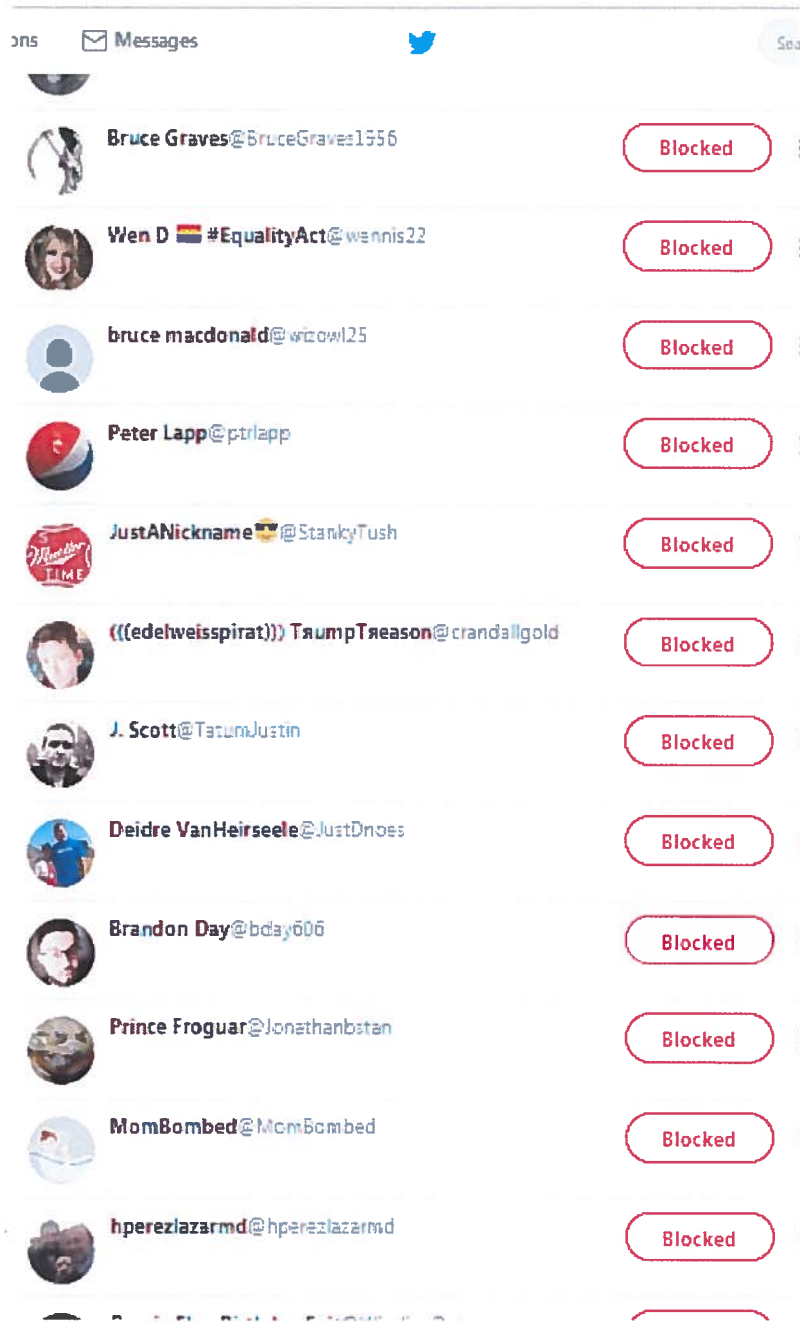 ons Messages Sea
Bruce Graves@BruceGraves1956 Blocked
Wen D #EqualityAct@wennis22 Blocked
bruce macdonald@wizowl25 Blocked
Peter Lapp@ptrlapp Blocked
JustANickname😎@StankyTush Blocked
(((edelweisspirat))) TяumpTяeason@crandallgold Blocked
J. Scott@TatumJustin Blocked
Deidre VanHeirseele@JustDnoes Blocked
Brandon Day@bday606 Blocked
Prince Froguar@Jonathanbstan Blocked
MomBombed@MomBombed Blocked
hperezlazarmd@hperezlazarmd Blocked